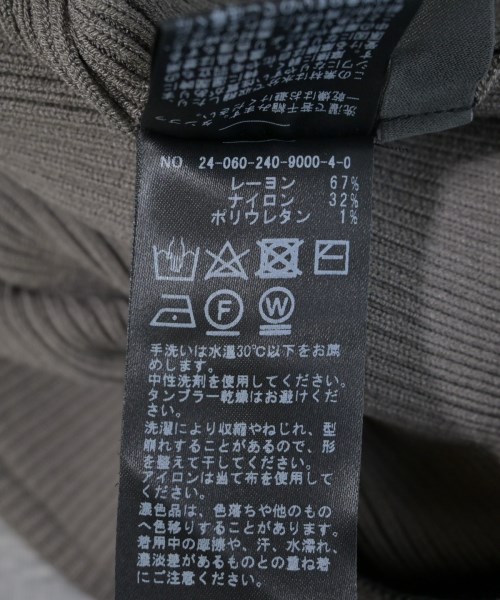 NO. 24-060-240-9000-4-0
レーヨン 67%
ナイロン 32%
ポリウレタン 1%
F W
手洗いは水温30℃以下をお薦
めします。
中性洗剤を使用してください。
タンブラー乾燥はお避けくだ
さい。
洗濯により収縮やねじれ、型
崩れすることがあるので、形
を整えて干してください。
アイロンは当て布を使用して
ください。
濃色品は、色落ちや他のもの
へ色移りすることがあります。
着用中の摩擦や、汗、水濡れ、
濃淡差があるものとの重ね着
にご注意ください。